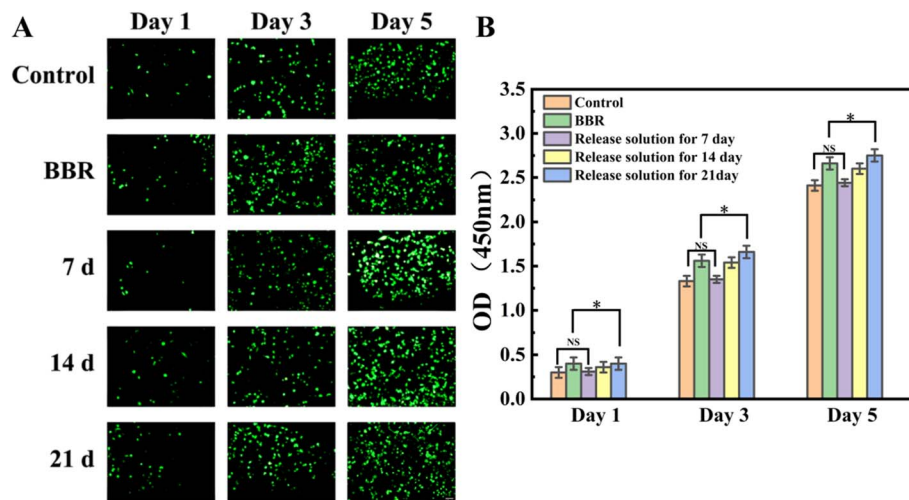 A
Day 1 Day 3 Day 5
Control
BBR
7 d
14 d
21 d
B
OD（450nm）
3.5
3.0
2.5
2.0
1.5
1.0
0.5
0.0
Control
BBR
Release solution for 7 day
Release solution for 14 day
Release solution for 21day
NS
*
NS
*
NS
*
Day 1 Day 3 Day 5